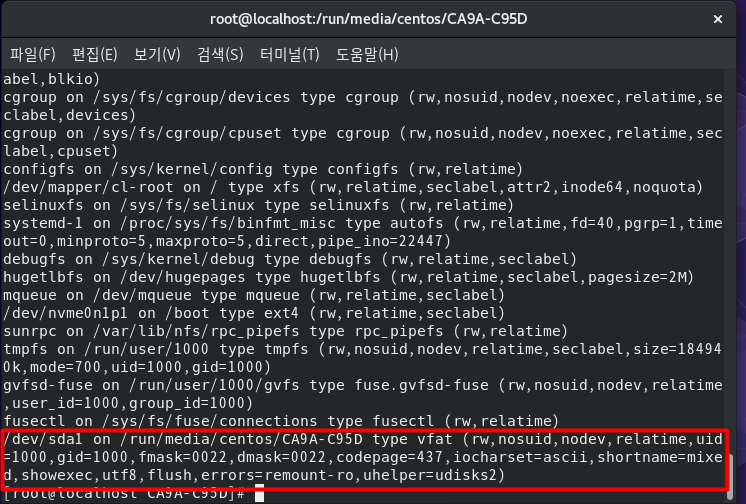 root@localhost:/run/media/centos/CA9A-C95D
파일(F) 편집(E) 보기(V) 검색(S) 터미널(T) 도움말(H)
abel,blkio)
cgroup on /sys/fs/cgroup/devices type cgroup (rw,nosuid,nodev,noexec,relatime,se
clabel,devices)
cgroup on /sys/fs/cgroup/cpuset type cgroup (rw,nosuid,nodev,noexec,relatime,sec
label,cpuset)
configfs on /sys/kernel/config type configfs (rw,relatime)
/dev/mapper/cl-root on / type xfs (rw,relatime,seclabel,attr2,inode64,noquota)
selinuxfs on /sys/fs/selinux type selinuxfs (rw,relatime)
systemd-1 on /proc/sys/fs/binfmt_misc type autofs (rw,relatime,fd=40,pgrp=1,time
out=0,minproto=5,maxproto=5,direct,pipe_ino=22447)
debugfs on /sys/kernel/debug type debugfs (rw,relatime,seclabel)
hugetlbfs on /dev/hugepages type hugetlbfs (rw,relatime,seclabel,pagesize=2M)
mqueue on /dev/mqueue type mqueue (rw,relatime,seclabel)
/dev/nvme0n1p1 on /boot type ext4 (rw,relatime,seclabel)
sunrpc on /var/lib/nfs/rpc_pipefs type rpc_pipefs (rw,relatime)
tmpfs on /run/user/1000 type tmpfs (rw,nosuid,nodev,relatime,seclabel,size=184940k,mode=700,uid=1000,gid=1000)
gvfsd-fuse on /run/user/1000/gvfs type fuse.gvfsd-fuse (rw,nosuid,nodev,relatime
,user_id=1000,group_id=1000)
fusectl on /sys/fs/fuse/connections type fusectl (rw,relatime)
/dev/sda1 on /run/media/centos/CA9A-C95D type vfat (rw,nosuid,nodev,relatime,uid
=1000,gid=1000,fmask=0022,dmask=0022,codepage=437,iocharset=ascii,shortname=mixe
d,showexec,utf8,flush,errors=remount-ro,uhelper=udisks2)
[root@localhost CA9A-C95D]#